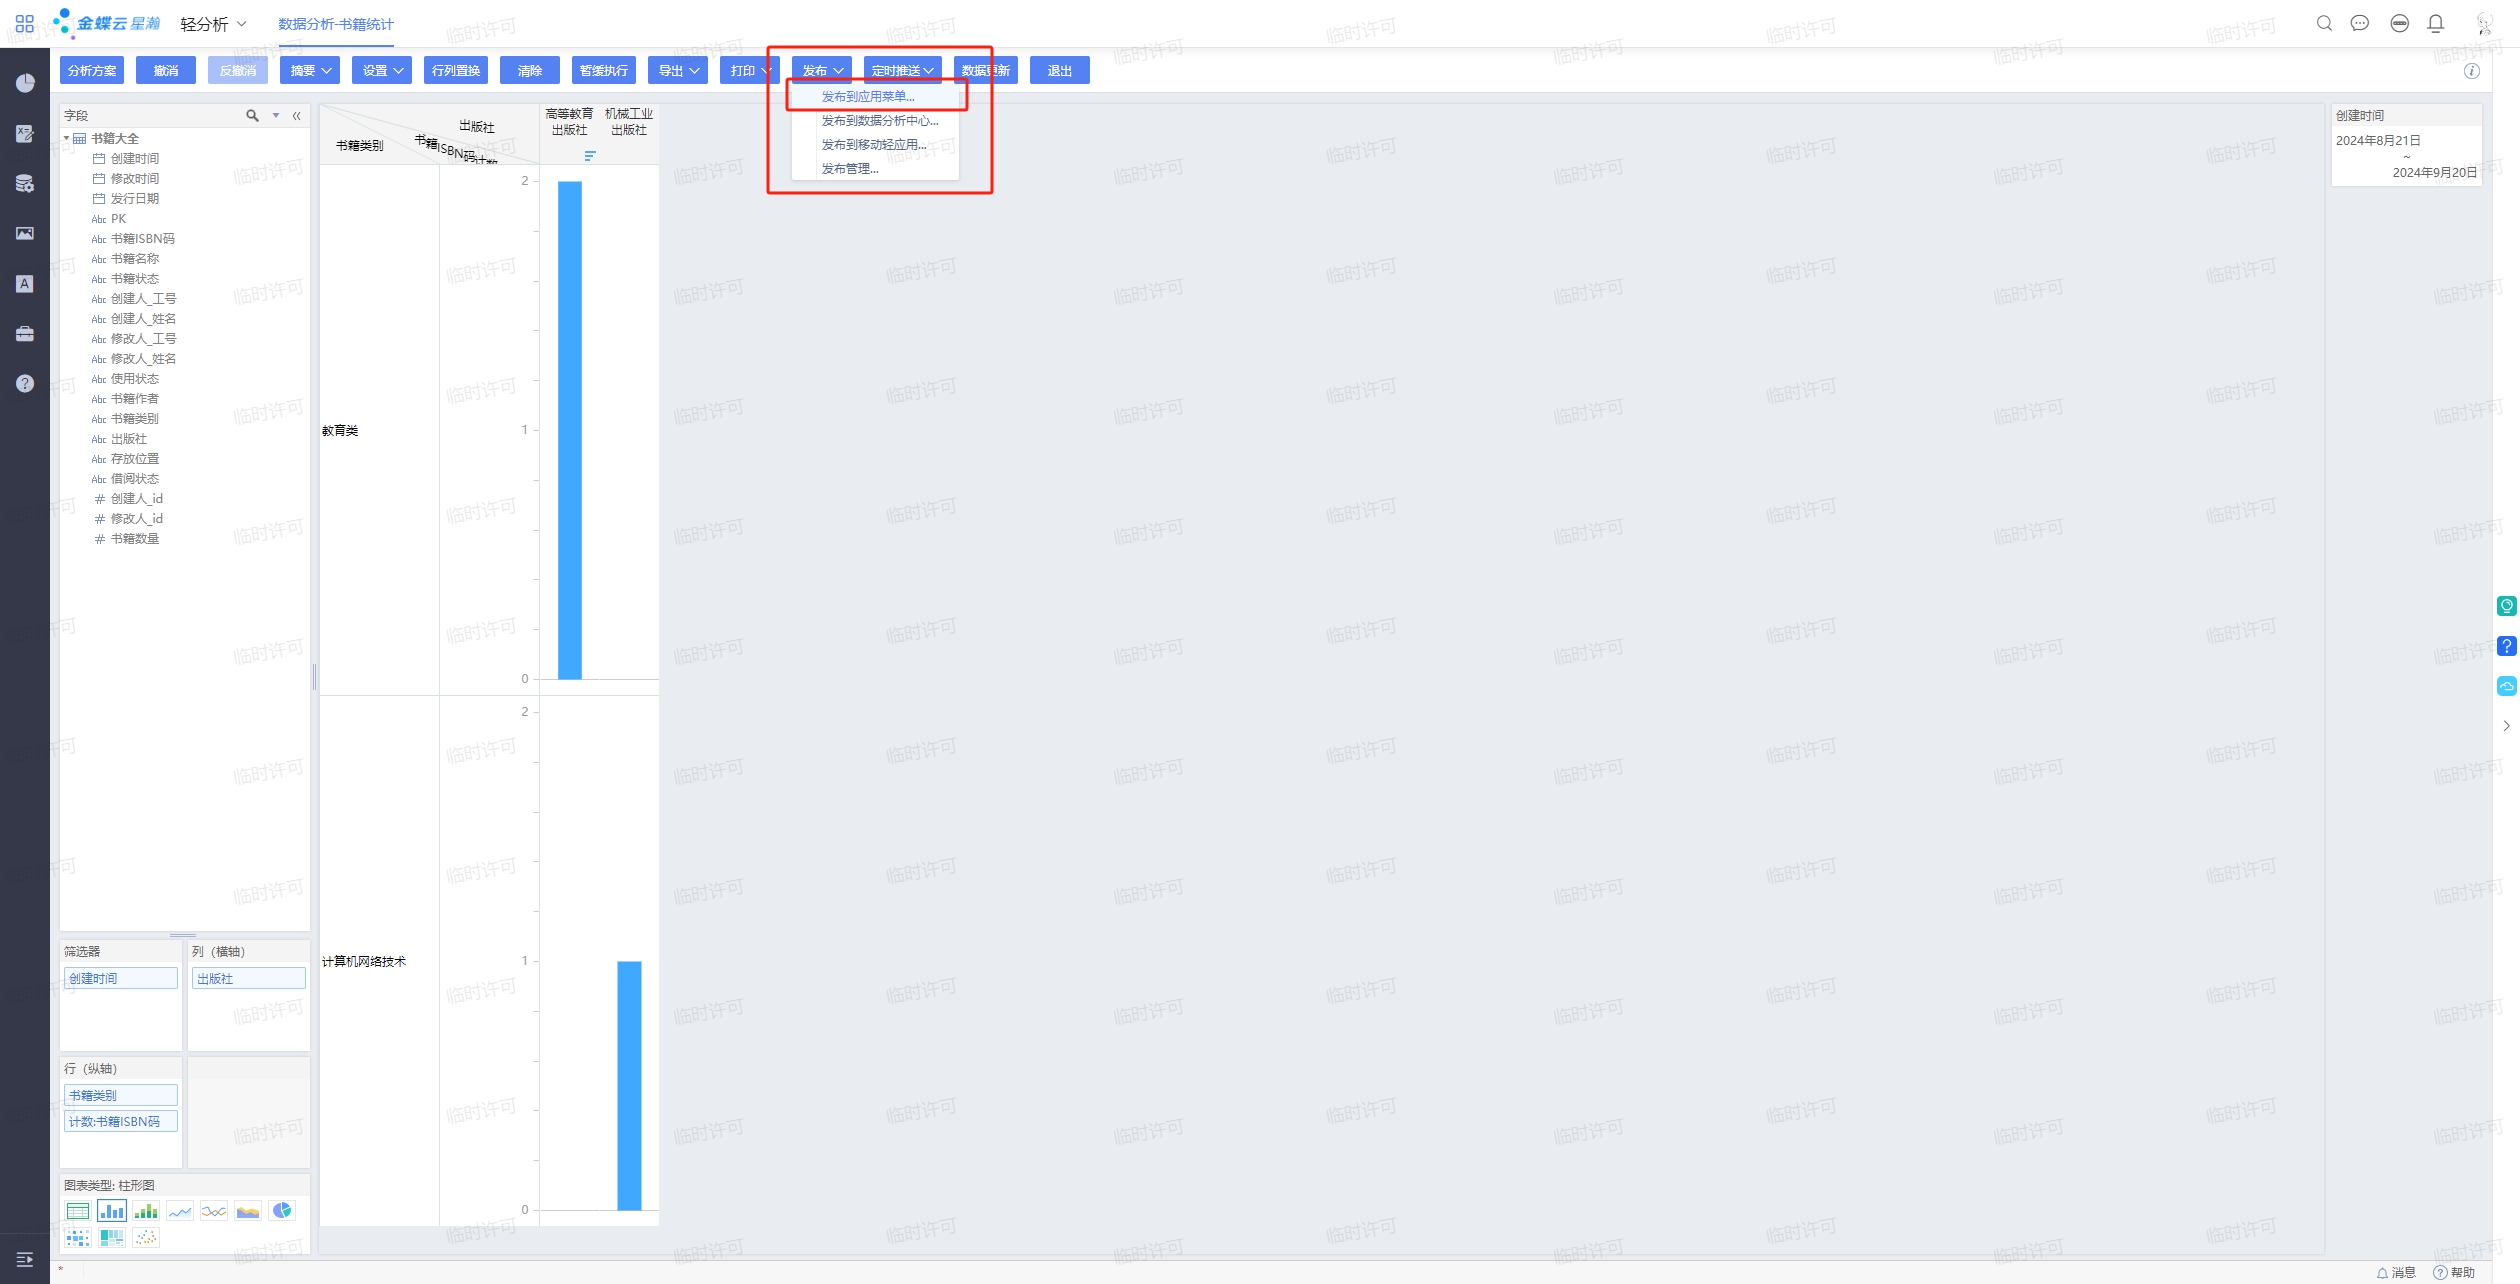 金蝶云星瀚
轻分析
数据分析-书籍统计
分析方案
撤消
反撤消
摘要
设置
行列置换
清除
暂缓执行
导出
打印
发布
定时推送
数据更新
退出
发布到应用菜单...
发布到数据分析中心...
发布到移动轻应用...
发布管理...
字段
书籍大全
创建时间
修改时间
发行日期
Abc PK
Abc 书籍ISBN码
Abc 书籍名称
Abc 书籍状态
Abc 创建人_工号
Abc 创建人_姓名
Abc 修改人_工号
Abc 修改人_姓名
Abc 使用状态
Abc 书籍作者
Abc 书籍类别
Abc 出版社
Abc 存放位置
Abc 借阅状态
# 创建人_id
# 修改人_id
# 书籍数量
筛选器
创建时间
列（横轴）
出版社
行（纵轴）
书籍类别
计数:书籍ISBN码
图表类型: 柱形图
书籍类别
书籍ISBN码计数
出版社
高等教育
出版社
机械工业
出版社
教育类
2
1
0
计算机网络技术
2
1
0
创建时间
2024年8月21日
~
2024年9月20日
*
消息
帮助
临时许可